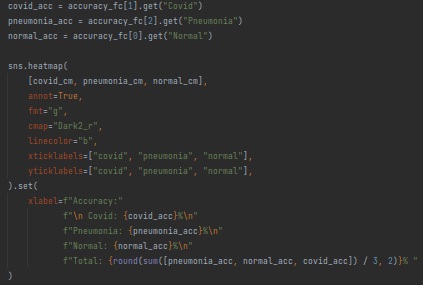 covid_acc = accuracy_fc[1].get("Covid")
pneumonia_acc = accuracy_fc[2].get("Pneumonia")
normal_acc = accuracy_fc[0].get("Normal")

sns.heatmap(
    [covid_cm, pneumonia_cm, normal_cm],
    annot=True,
    fmt="g",
    cmap="Dark2_r",
    linecolor="b",
    xticklabels=["covid", "pneumonia", "normal"],
    yticklabels=["covid", "pneumonia", "normal"],
).set(
    xlabel=f"Accuracy:"
           f"\n Covid: {covid_acc}%\n"
           f"Pneumonia: {pneumonia_acc}%\n"
           f"Normal: {normal_acc}%\n"
           f"Total: {round(sum([pneumonia_acc, normal_acc, covid_acc]) / 3, 2)}% "
)